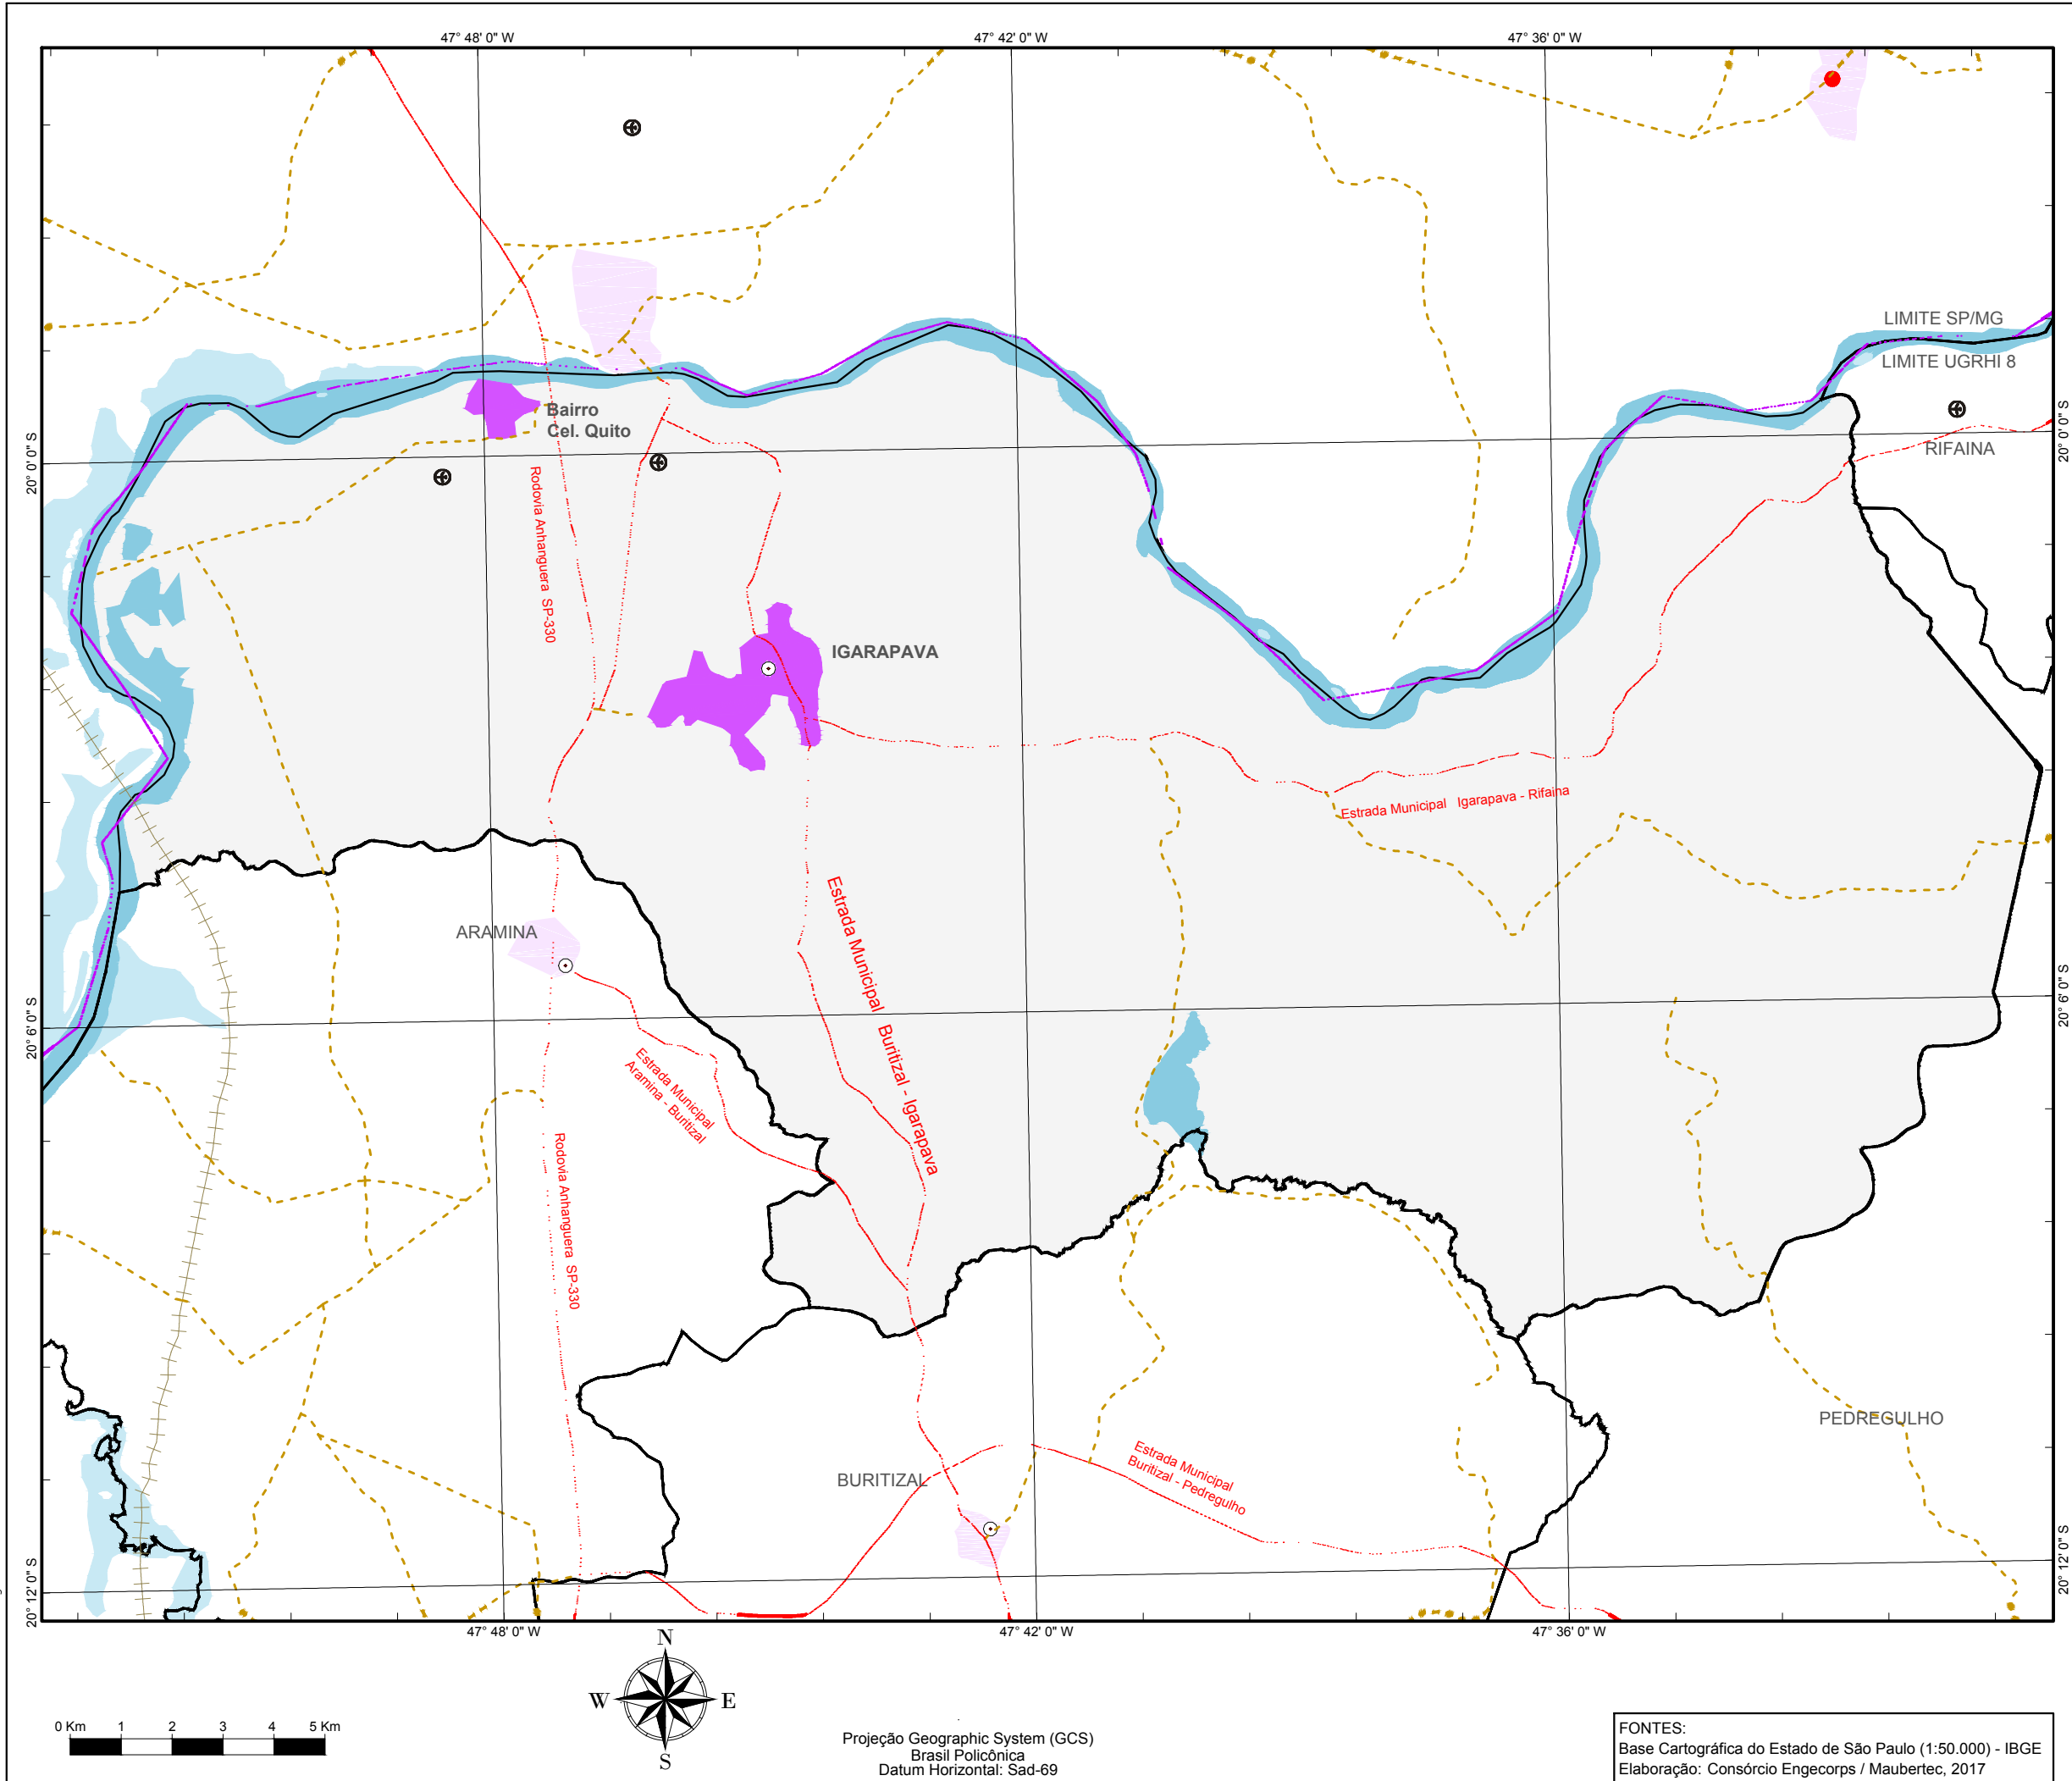 47° 48' 0" W
47° 42' 0" W
47° 36' 0" W
LIMITE SP/MG
LIMITE UGRHI 8
Bairro
Cel. Quito
20° 0' 0" S
20° 0' 0" S
RIFAINA
Rodovia Anhanguera SP-330
IGARAPAVA
Estrada Municipal Igarapava - Rifaina
Estrada Municipal Buritizal - Igarapava
ARAMINA
20° 6' 0" S
20° 6' 0" S
Estrada Municipal
Aramina - Buritizal
Rodovia Anhanguera SP-330
PEDREGULHO
BURITIZAL
Estrada Municipal
Buritizal - Pedregulho
20° 12' 0" S
20° 12' 0" S
47° 48' 0" W
47° 42' 0" W
47° 36' 0" W
N
W
E
S
0 Km 1 2 3 4 5 Km
Projeção Geographic System (GCS)
Brasil Policônica
Datum Horizontal: Sad-69
FONTES:
Base Cartográfica do Estado de São Paulo (1:50.000) - IBGE
Elaboração: Consórcio Engecorps / Maubertec, 2017